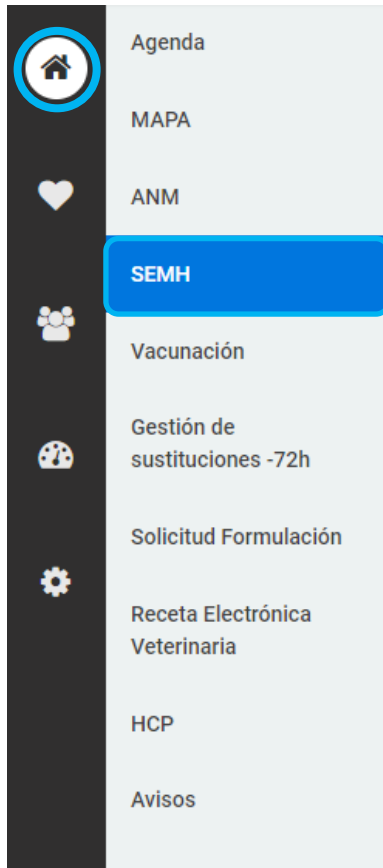 Agenda
MAPA
ANM
SEMH
Vacunación
Gestión de
sustituciones -72h
Solicitud Formulación
Receta Electrónica
Veterinaria
HCP
Avisos